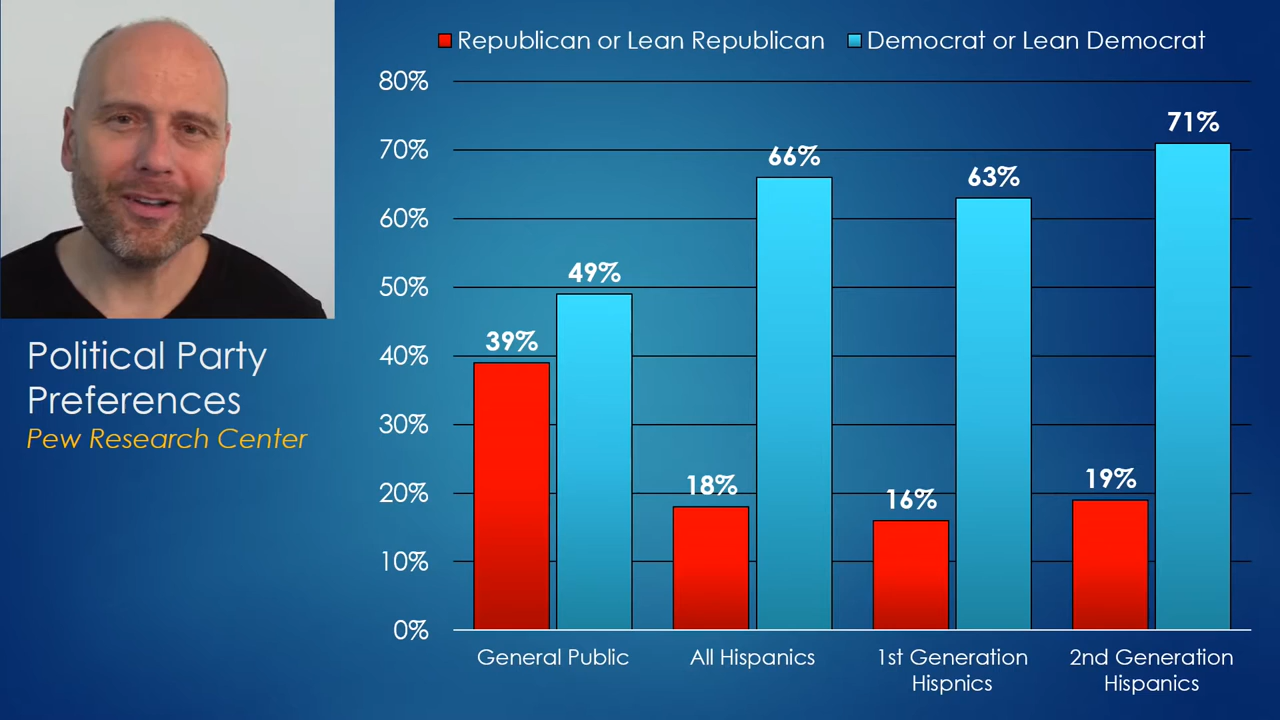 Republican or Lean Republican
Democrat or Lean Democrat
Political Party
Preferences
Pew Research Center
80%
70%
60%
50%
40%
30%
20%
10%
0%
39%
49%
18%
66%
16%
63%
19%
71%
General Public
All Hispanics
1st Generation
Hispnics
2nd Generation
Hispanics